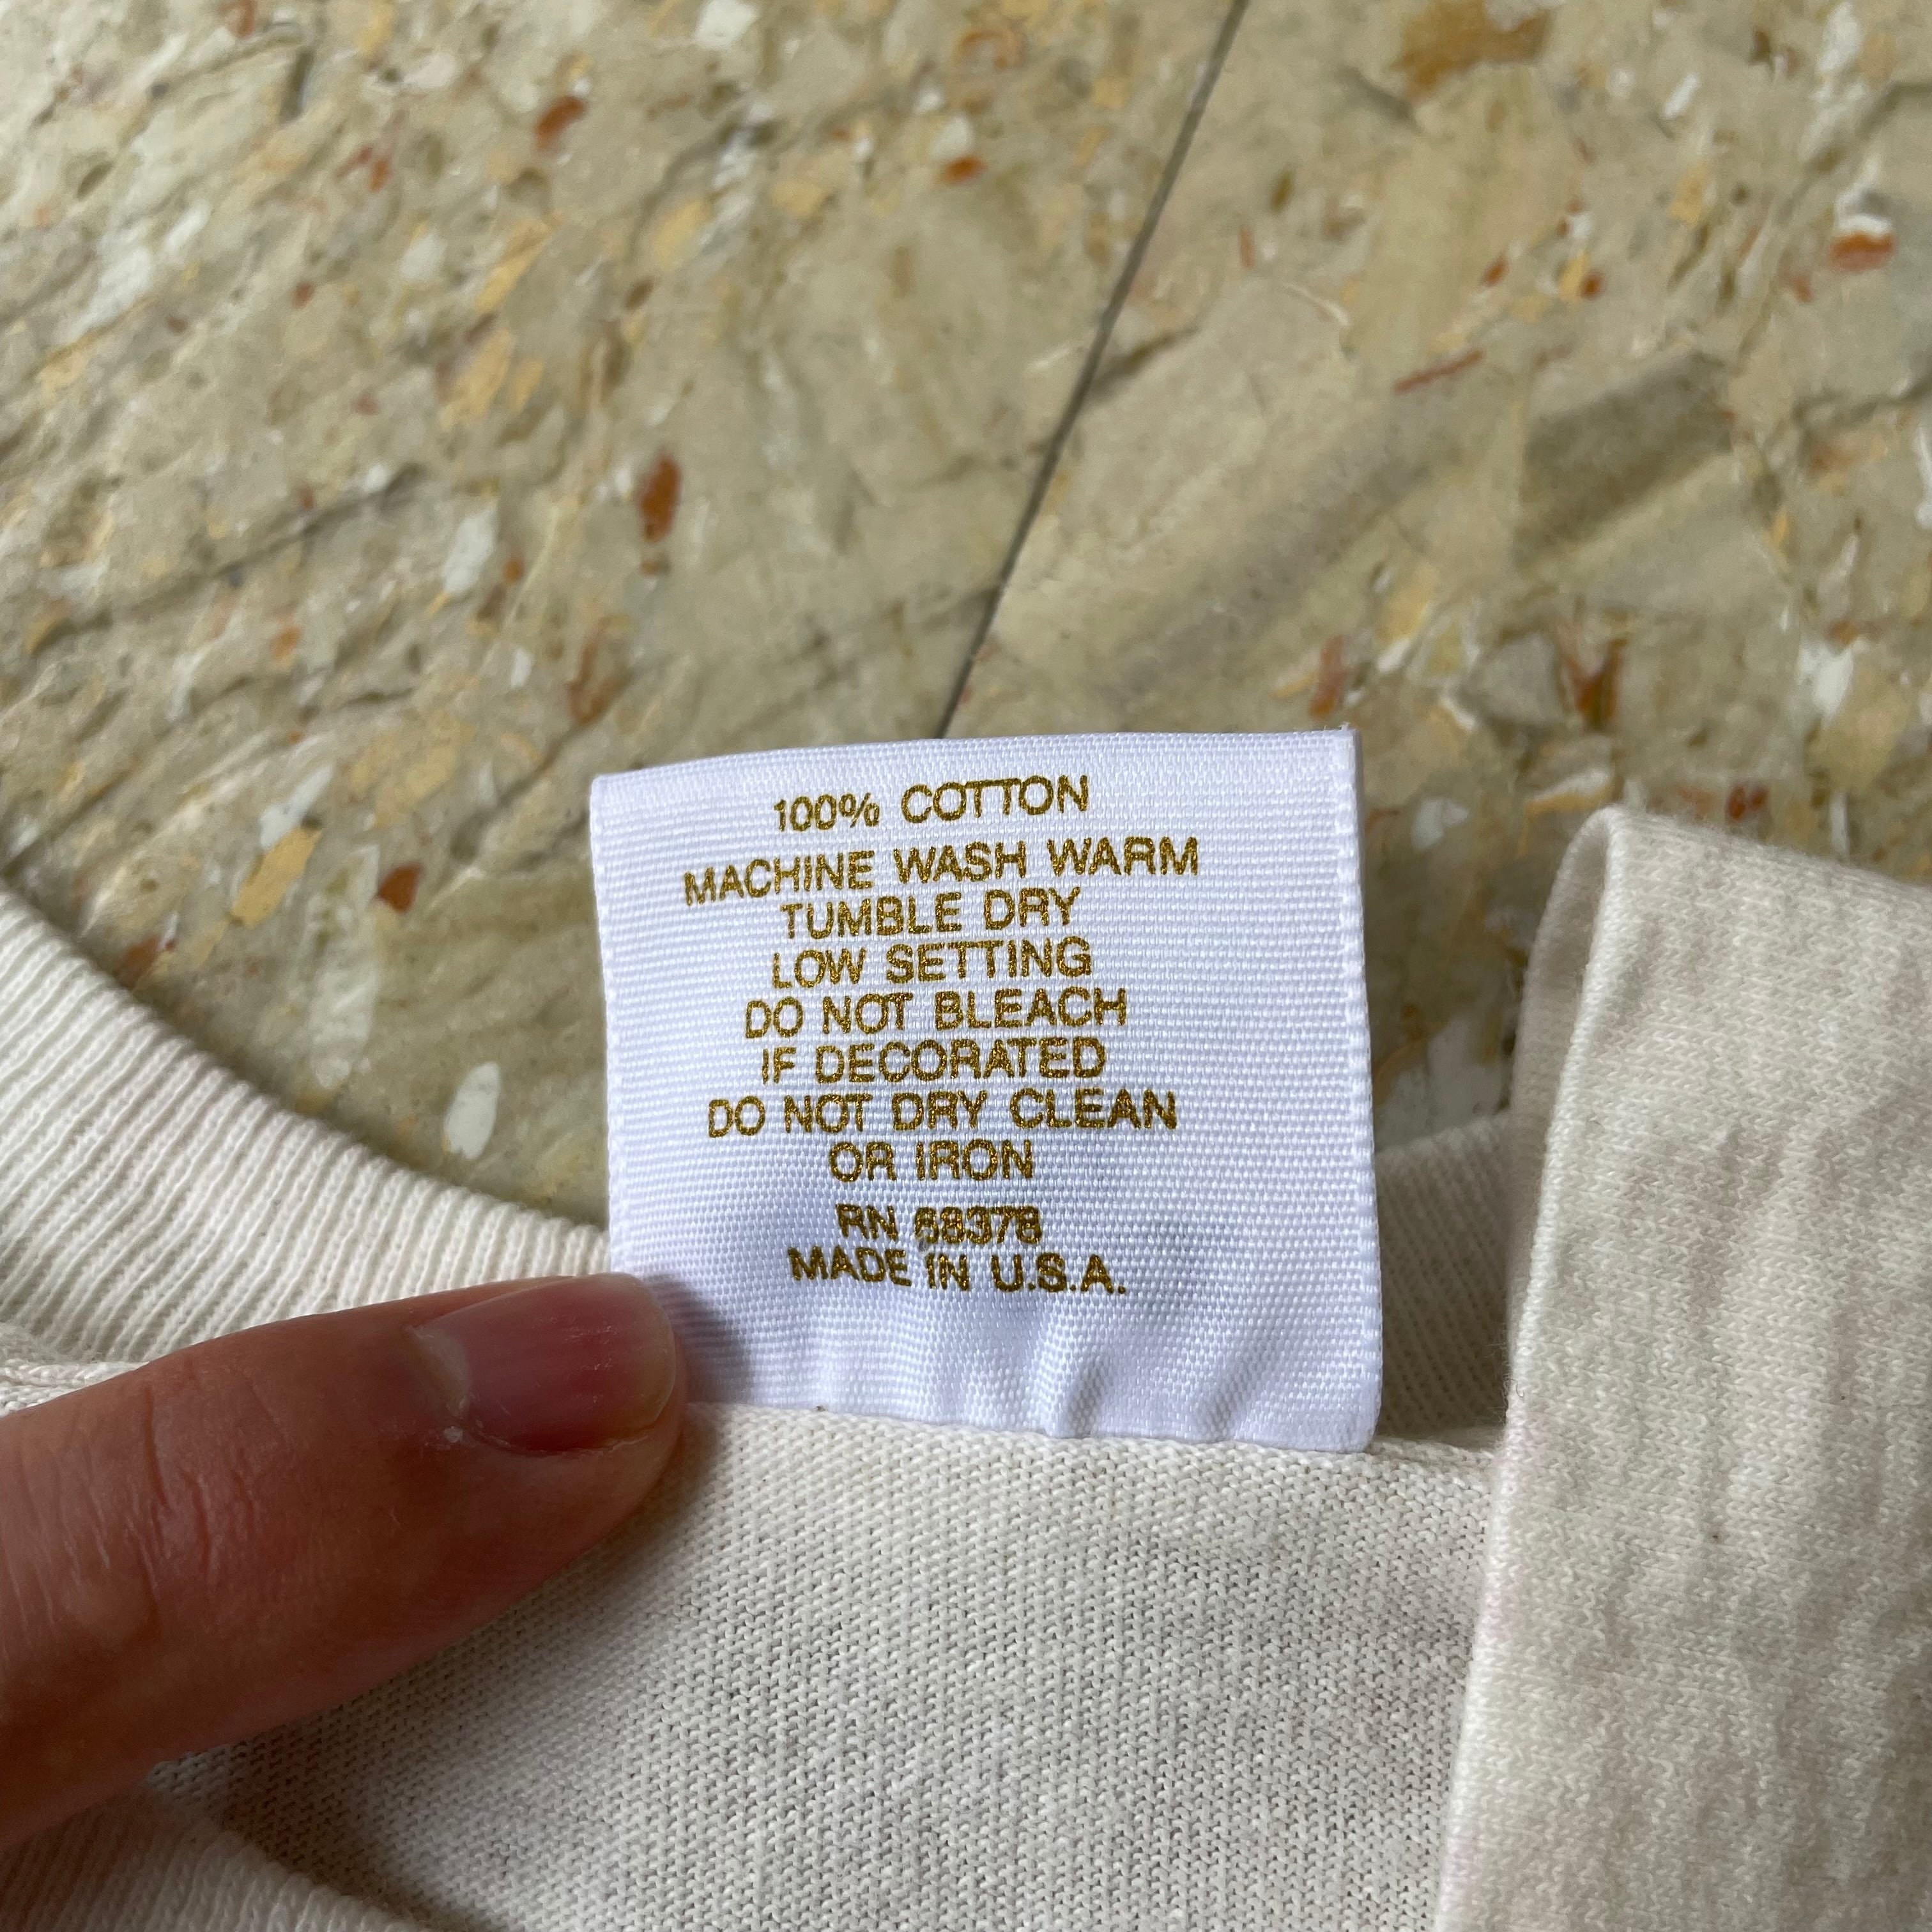 100% COTTON
MACHINE WASH WARM
TUMBLE DRY
LOW SETTING
DO NOT BLEACH
IF DECORATED
DO NOT DRY CLEAN
OR IRON
RN 68378
MADE IN U.S.A.